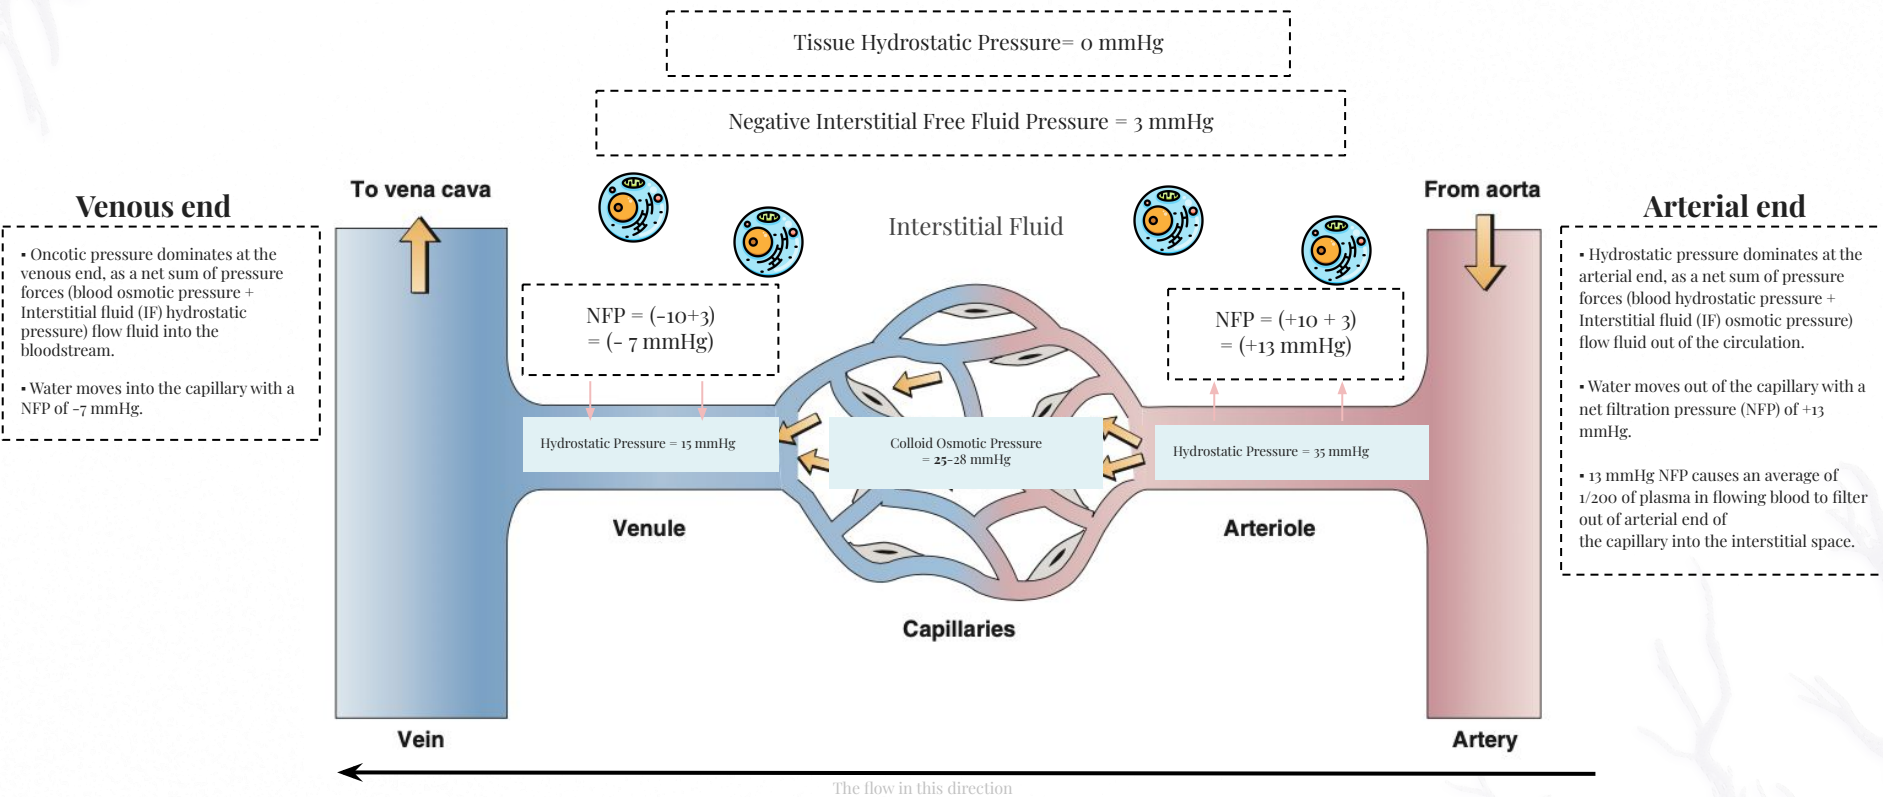 Tissue Hydrostatic Pressure= 0 mmHg
Negative Interstitial Free Fluid Pressure = 3 mmHg
Venous end
▪ Oncotic pressure dominates at the
venous end, as a net sum of pressure
forces (blood osmotic pressure +
Interstitial fluid (IF) hydrostatic
pressure) flow fluid into the
bloodstream.
▪ Water moves into the capillary with a
NFP of -7 mmHg.
To vena cava
Interstitial Fluid
From aorta
NFP = (-10+3)
= (- 7 mmHg)
NFP = (+10 + 3)
= (+13 mmHg)
Hydrostatic Pressure = 15 mmHg
Colloid Osmotic Pressure
= 25-28 mmHg
Hydrostatic Pressure = 35 mmHg
Venule
Arteriole
Capillaries
Vein
Artery
Arterial end
▪ Hydrostatic pressure dominates at the
arterial end, as a net sum of pressure
forces (blood hydrostatic pressure +
Interstitial fluid (IF) osmotic pressure)
flow fluid out of the circulation.
▪ Water moves out of the capillary with a
net filtration pressure (NFP) of +13
mmHg.
▪ 13 mmHg NFP causes an average of
1/200 of plasma in flowing blood to filter
out of arterial end of
the capillary into the interstitial space.
The flow in this direction